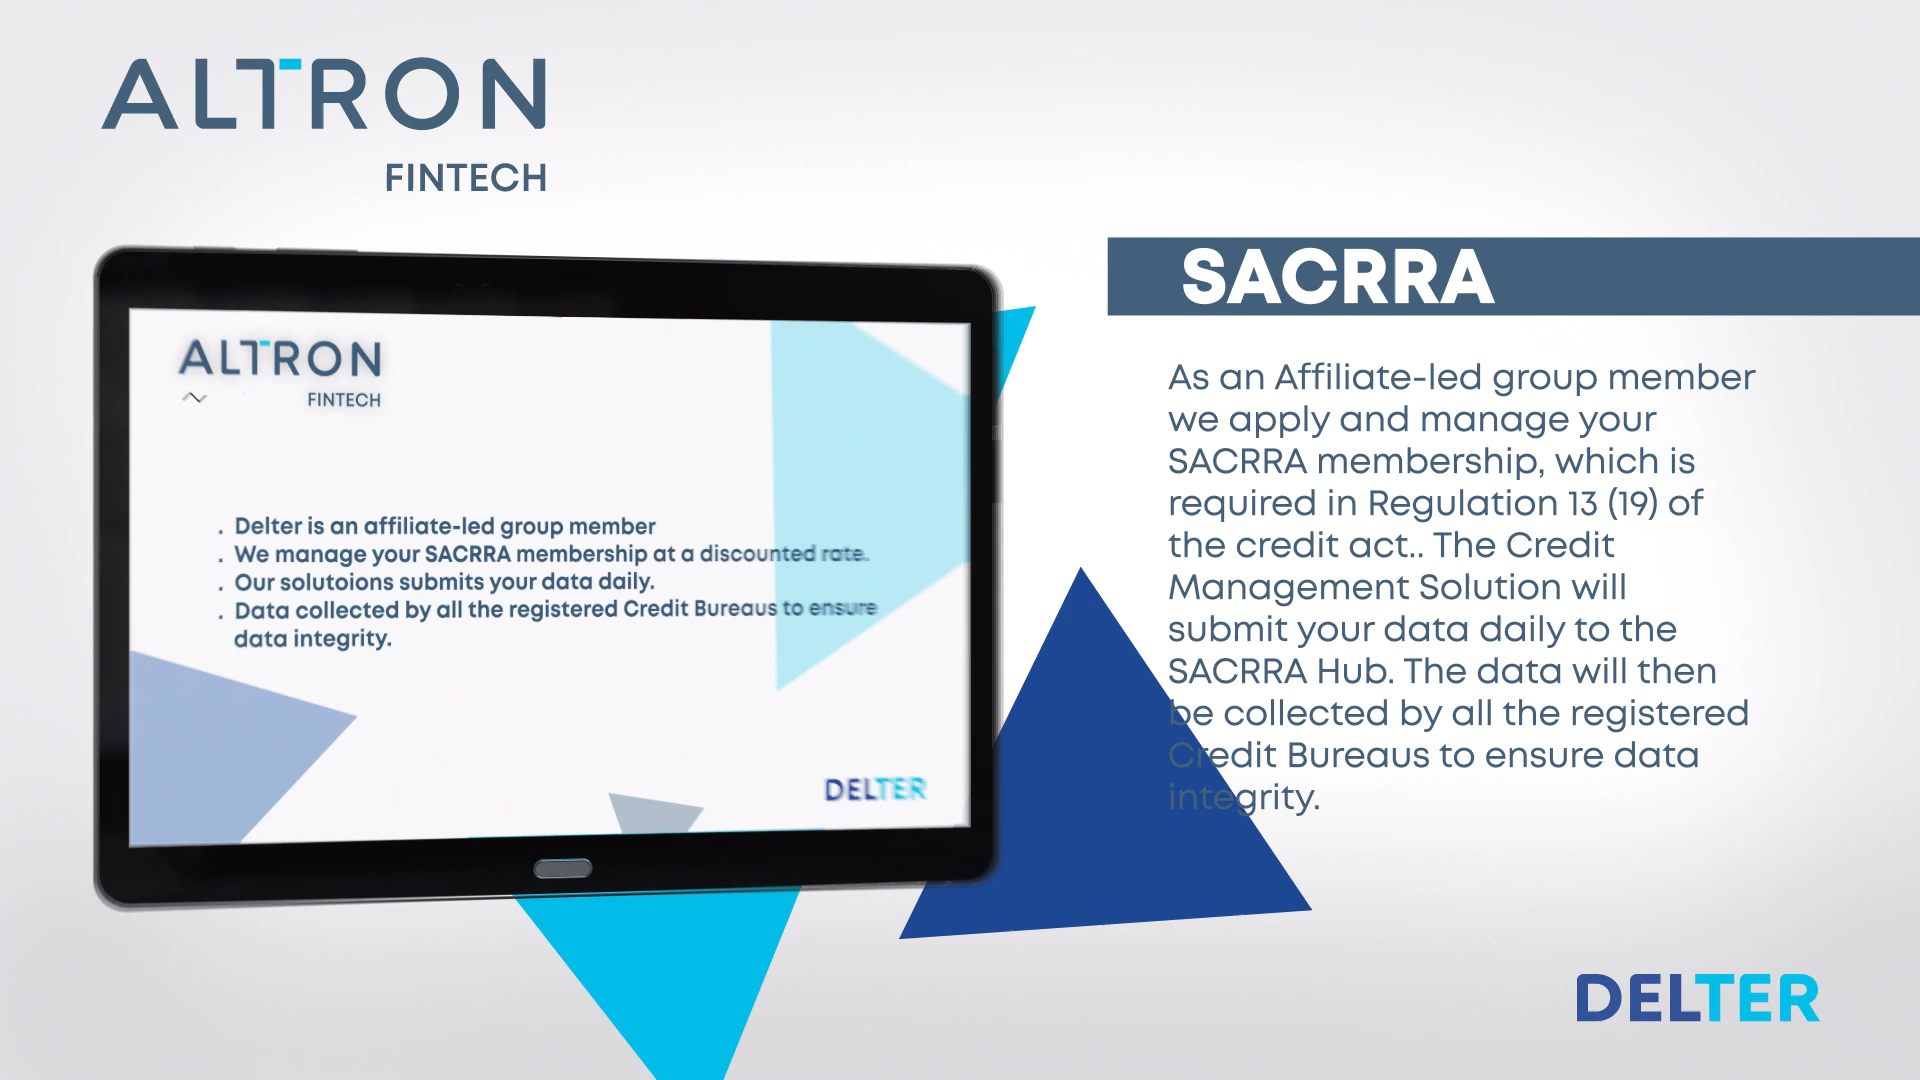 ALTRON
FINTECH
ALTRON
FINTECH
. Delter is an affiliate-led group member
. We manage your SACRRA membership at a discounted rate.
. Our solutoions submits your data daily.
. Data collected by all the registered Credit Bureaus to ensure
data integrity.
DELTER
SACRRA
As an Affiliate-led group member
we apply and manage your
SACRRA membership, which is
required in Regulation 13 (19) of
the credit act.. The Credit
Management Solution will
submit your data daily to the
SACRRA Hub. The data will then
be collected by all the registered
Credit Bureaus to ensure data
integrity.
DELTER